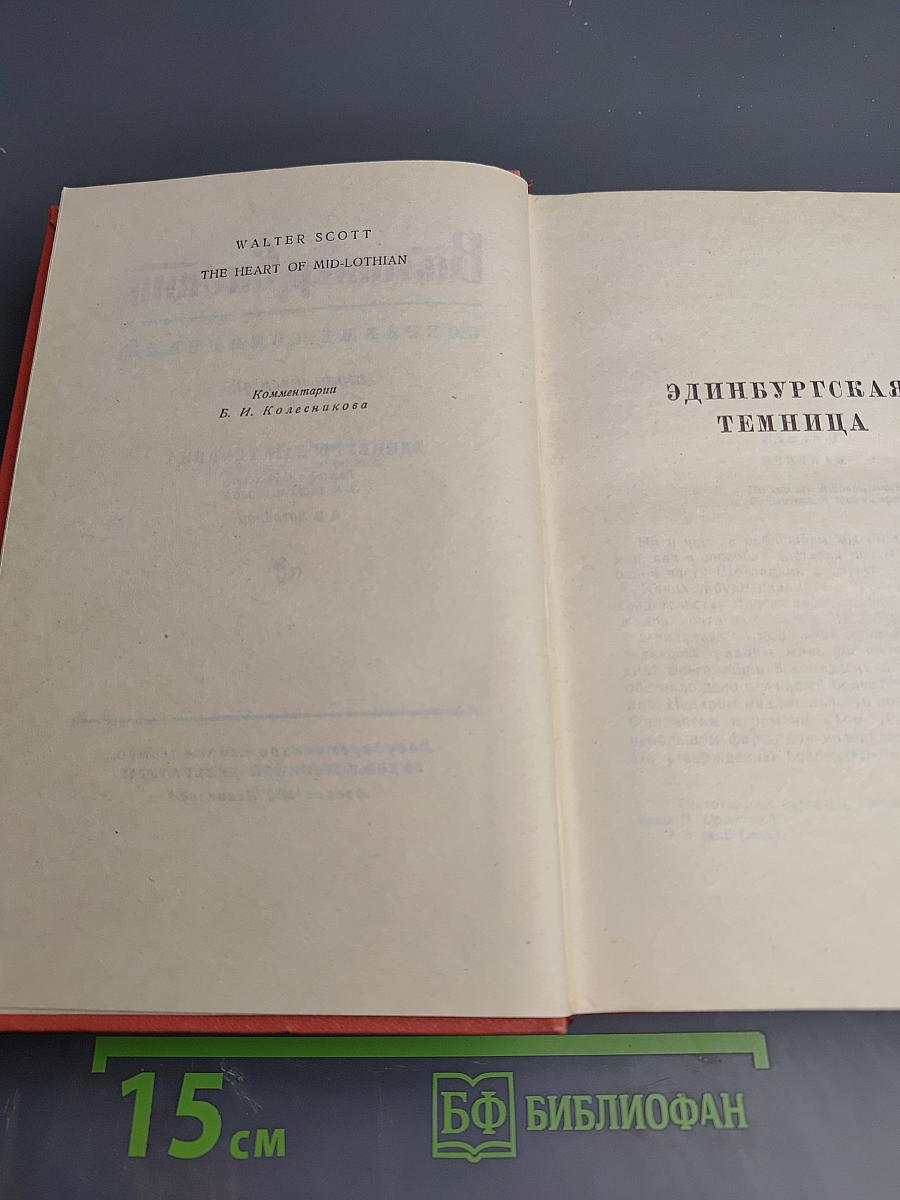 WALTER SCOTT
THE HEART OF MID-LOTHIAN
Комментарии
Б. И. Колесникова
ЭДИНБУРГСКАЯ
ТЕМНИЦА
15 см
БФ БИБЛИОФАН